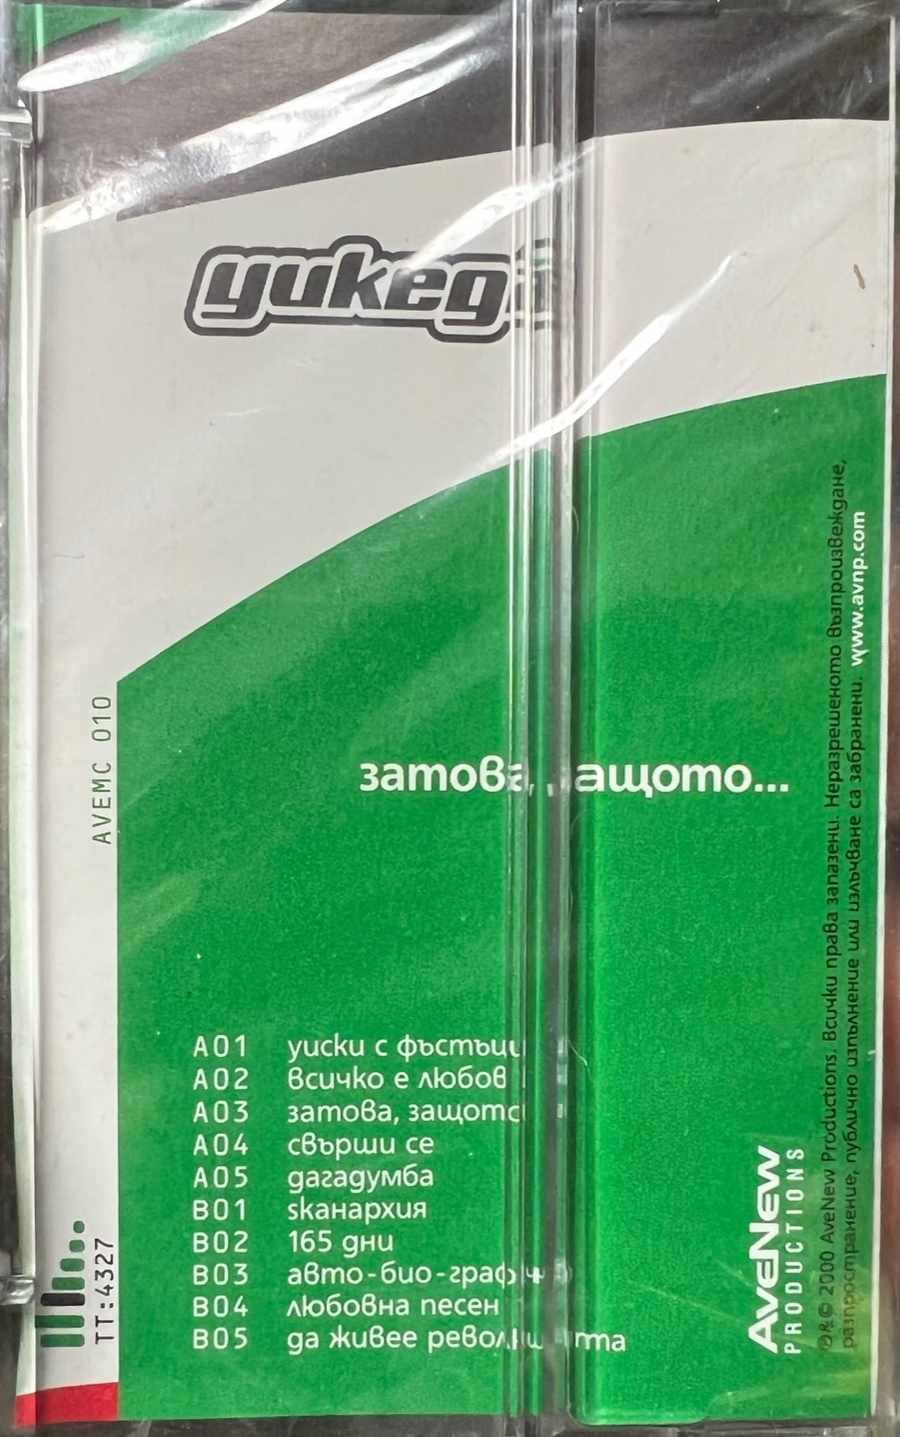 уикеда
затова, защото...
A01 уиски с фъстъци
A02 всичко е любов
A03 затова, защото
A04 свърши се
A05 дагадумба
B01 sканархия
B02 165 дни
B03 авто-био-графично
B04 любовна песен
B05 да живее революцията
AVEMC 010
TT:4327
AVENEW
PRODUCTIONS
℗&© 2000 AveNew Productions. Всички права запазени. Неразрешеното възпроизвеждане,
разпространение, публично изпълнение или излъчване са забранени. www.avnp.com